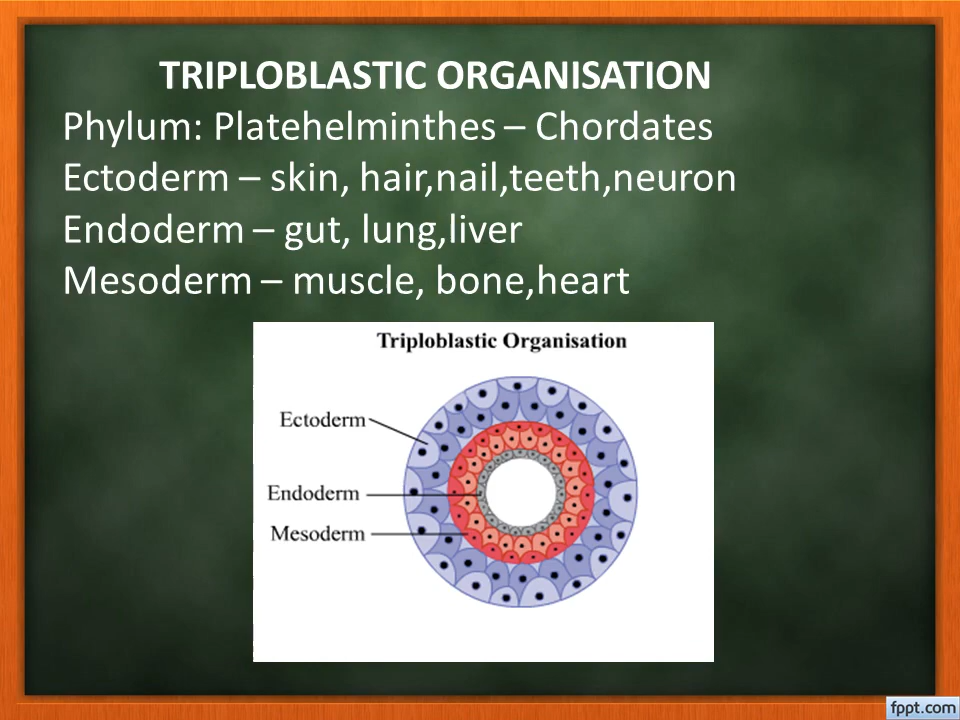 TRIPLOBLASTIC ORGANISATION
Phylum: Platehelminthes – Chordates
Ectoderm – skin, hair,nail,teeth,neuron
Endoderm – gut, lung,liver
Mesoderm – muscle, bone,heart
Triploblastic Organisation
Ectoderm
Endoderm
Mesoderm
fppt.com